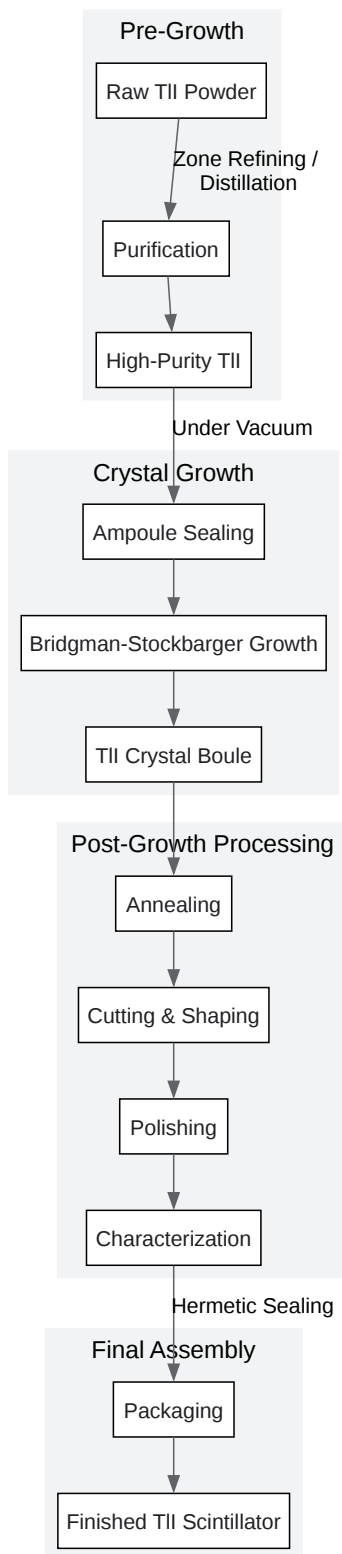 Pre-Growth
Raw TlI Powder
Zone Refining /
Distillation
Purification
High-Purity TlI
Under Vacuum
Crystal Growth
Ampoule Sealing
Bridgman-Stockbarger Growth
TlI Crystal Boule
Post-Growth Processing
Annealing
Cutting & Shaping
Polishing
Characterization
Hermetic Sealing
Final Assembly
Packaging
Finished TlI Scintillator